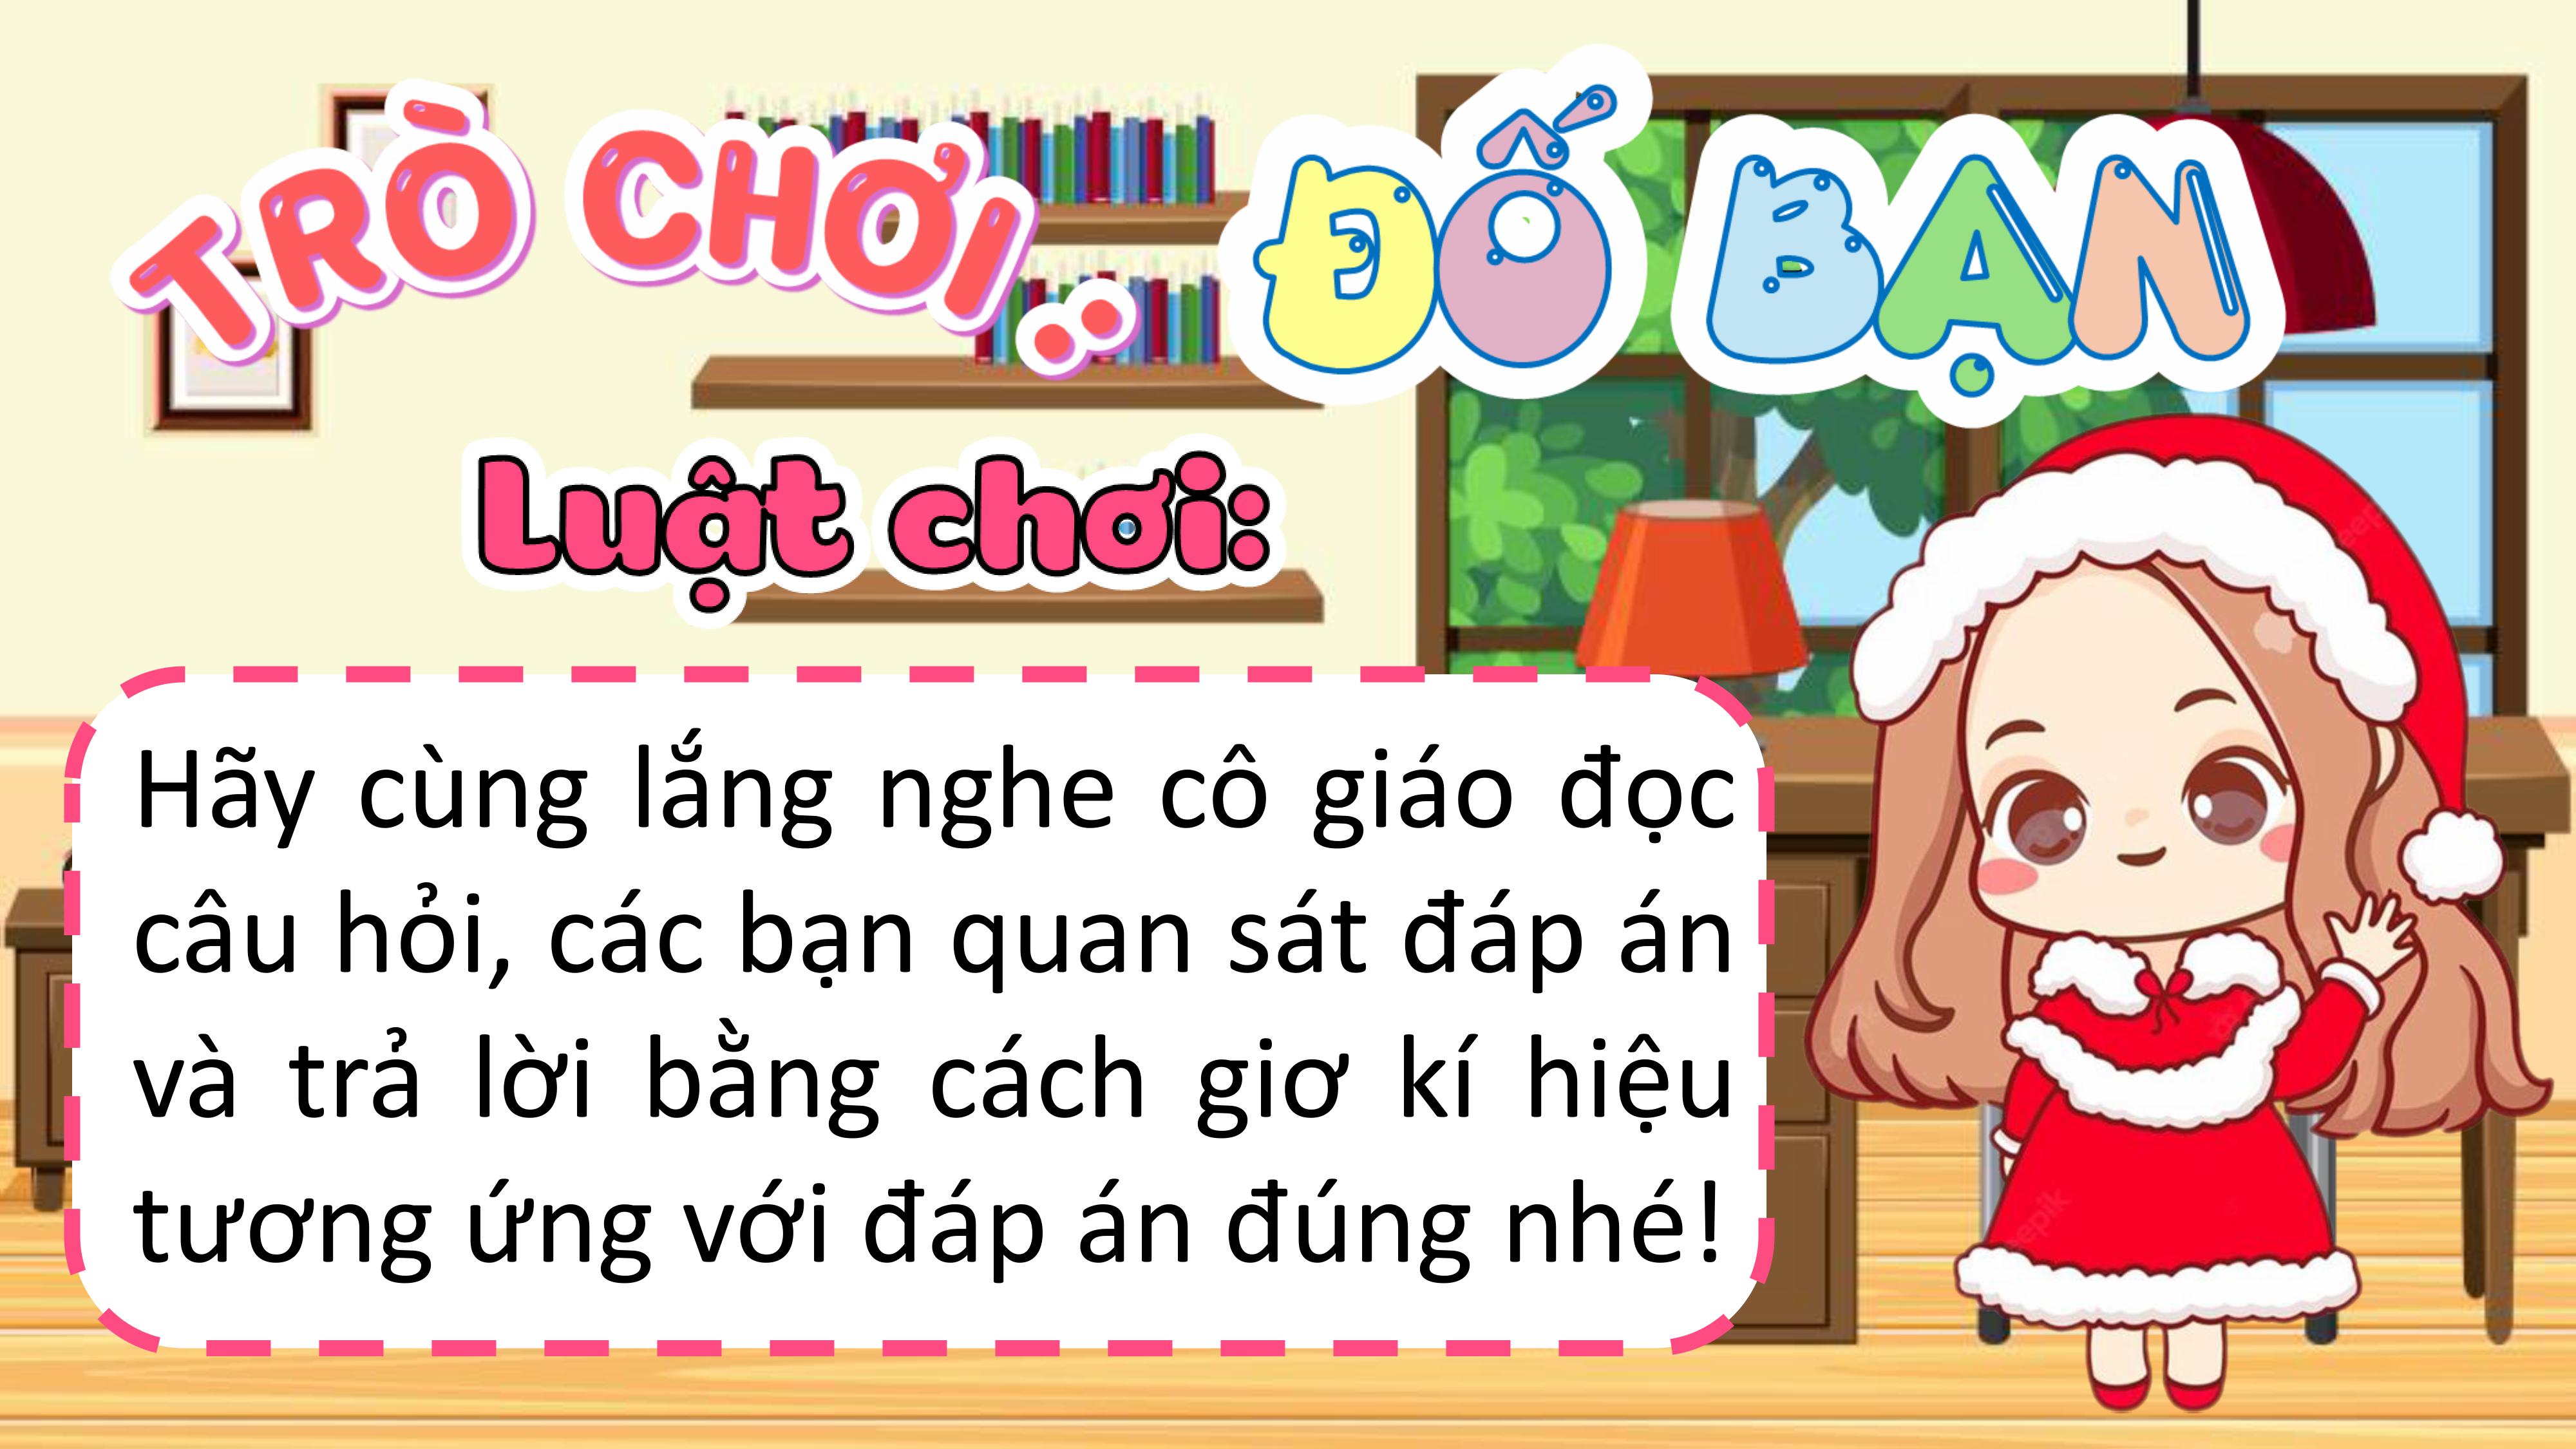 TRÒ CHƠI: ĐỐ BẠN
Luật chơi:
Hãy cùng lắng nghe cô giáo đọc
câu hỏi, các bạn quan sát đáp án
và trả lời bằng cách giơ kí hiệu
tương ứng với đáp án đúng nhé!